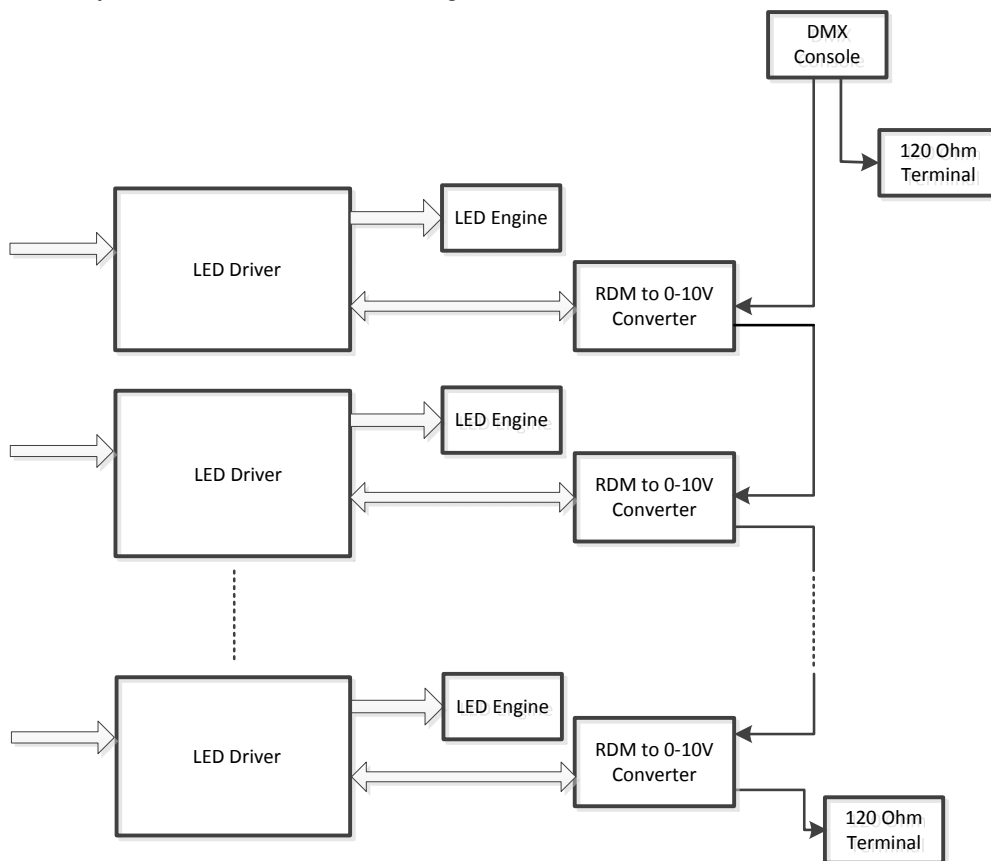 DMX
Console
120 Ohm
Terminal
LED Engine
LED Driver
RDM to 0-10V
Converter
LED Engine
LED Driver
RDM to 0-10V
Converter
LED Engine
LED Driver
RDM to 0-10V
Converter
120 Ohm
Terminal